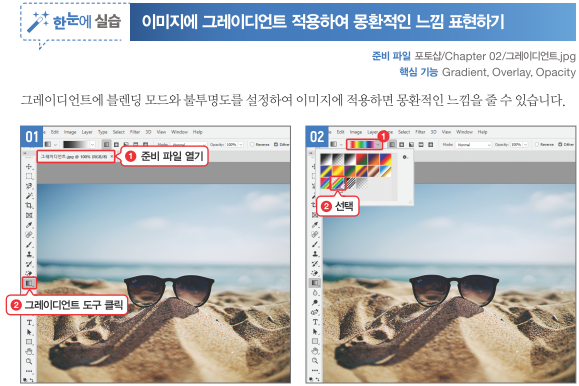 한눈에 실습 이미지에 그레이디언트 적용하여 몽환적인 느낌 표현하기
준비 파일 포토샵/Chapter 02/그레이디언트.jpg
핵심 기능 Gradient, Overlay, Opacity
그레이디언트에 블렌딩 모드와 불투명도를 설정하여 이미지에 적용하면 몽환적인 느낌을 줄 수 있습니다.
01
Edit Image Layer Type Select Filter 3D View Window Help
Mode: Normal Opacity: 100% Reverse Dither
그레이디언트.jpg @ 100% (RGB/8) ×
1 준비 파일 열기
2 그레이디언트 도구 클릭
02
Edit Image Layer Type Select Filter 3D View Window Help
1
Mode: Normal Opacity: 100% Reverse Dither
2 선택